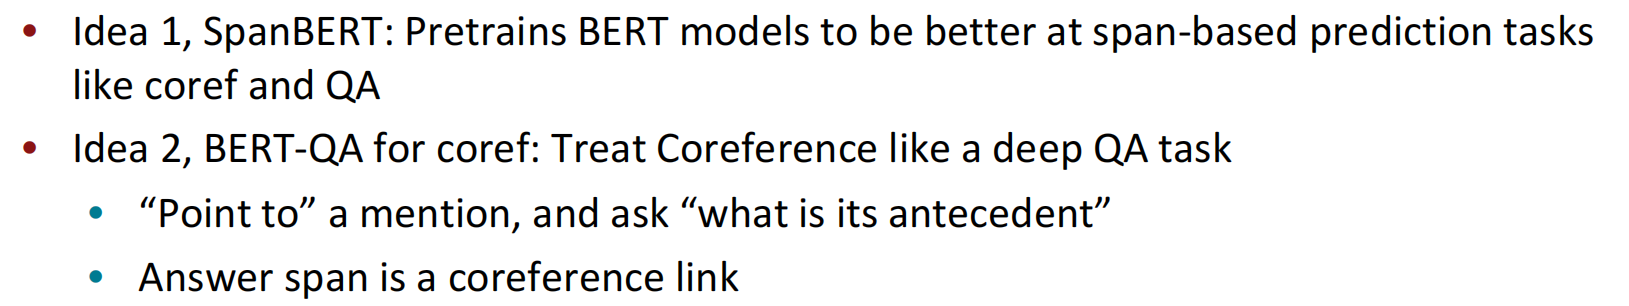 • Idea 1, SpanBERT: Pretrains BERT models to be better at span-based prediction tasks
like coref and QA
• Idea 2, BERT-QA for coref: Treat Coreference like a deep QA task
• “Point to” a mention, and ask “what is its antecedent”
• Answer span is a coreference link